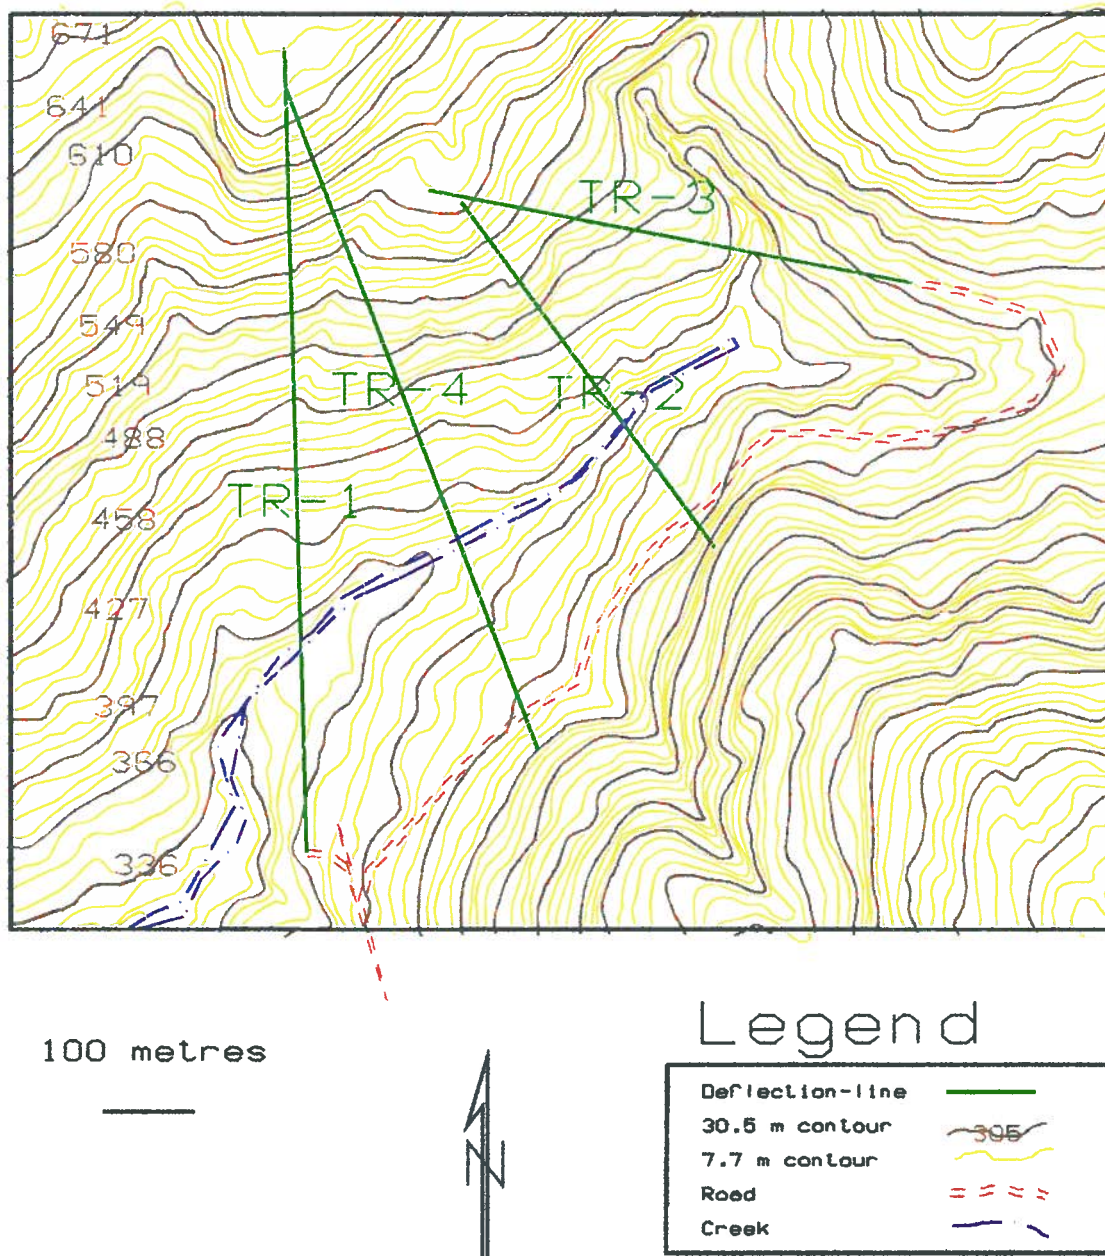 671
641
610
TR-3
580
549
519
TR-4
TR-2
488
TR-1
458
427
397
366
336
100 metres
N
Legend
Deflection-line
30.5 m contour
305
7.7 m contour
Road
Creek